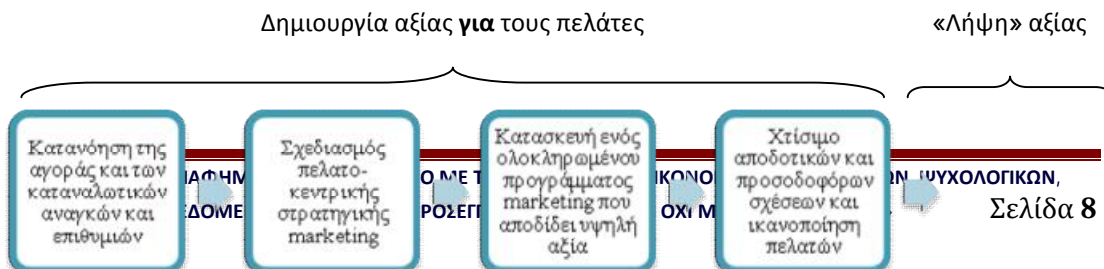 Δημιουργία αξίας για τους πελάτες
«Λήψη» αξίας
Κατανόηση της
αγοράς και των
καταναλωτικών
αναγκών και
επιθυμιών
Σχεδιασμός
πελατο-
κεντρικής
στρατηγικής
marketing
Κατασκευή ενός
ολοκληρωμένου
προγράμματος
marketing που
αποδίδει υψηλή
αξία
Χτίσιμο
αποδοτικών και
προσοδοφόρων
σχέσεων και
ικανοποίηση
πελατών
ΜΕ ΨΥΧΟΛΟΓΙΚΩΝ,
ΟΧΙ
Σελίδα 8